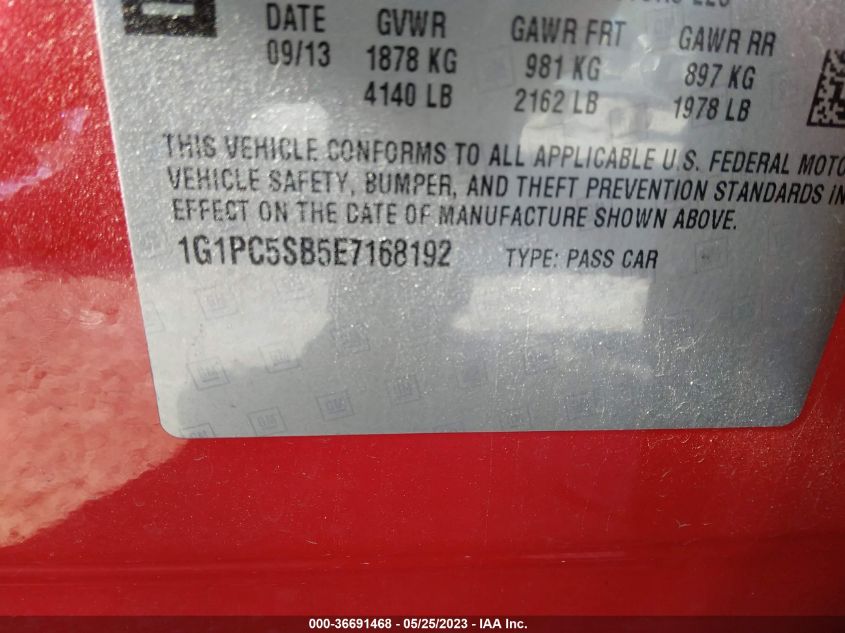 DATE GVWR GAWR FRT GAWR RR
09/13 1878 KG 981 KG 897 KG
4140 LB 2162 LB 1978 LB
THIS VEHICLE CONFORMS TO ALL APPLICABLE U.S. FEDERAL MOTO
VEHICLE SAFETY, BUMPER, AND THEFT PREVENTION STANDARDS IN
EFFECT ON THE DATE OF MANUFACTURE SHOWN ABOVE.
1G1PC5SB5E7168192 TYPE: PASS CAR
000-36691468 - 05/25/2023 - IAA Inc.